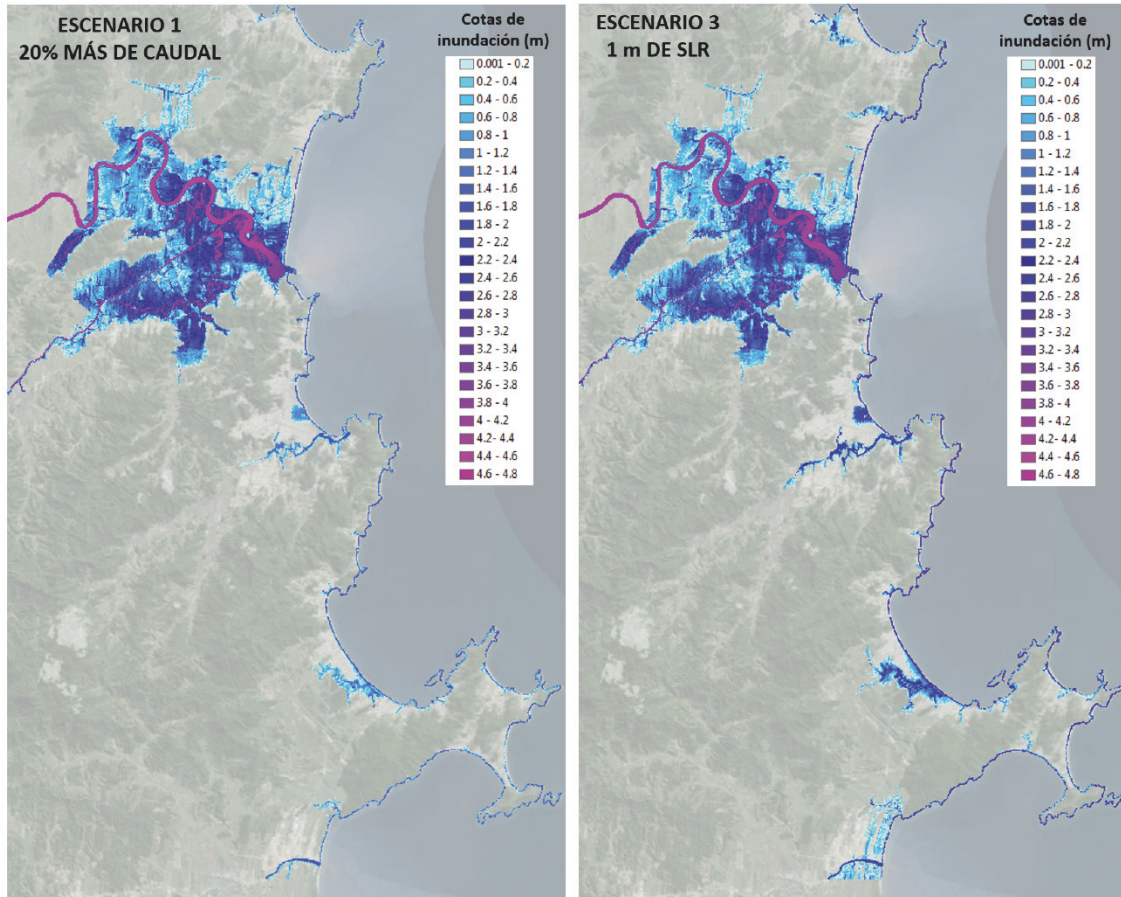 ESCENARIO 1
20% MÁS DE CAUDAL
Cotas de
inundación (m)
0.001 - 0.2
0.2 - 0.4
0.4 - 0.6
0.6 - 0.8
0.8 - 1
1 - 1.2
1.2 - 1.4
1.4 - 1.6
1.6 - 1.8
1.8 - 2
2 - 2.2
2.2 - 2.4
2.4 - 2.6
2.6 - 2.8
2.8 - 3
3 - 3.2
3.2 - 3.4
3.4 - 3.6
3.6 - 3.8
3.8 - 4
4 - 4.2
4.2- 4.4
4.4 - 4.6
4.6 - 4.8
ESCENARIO 3
1 m DE SLR
Cotas de
inundación (m)
0.001 - 0.2
0.2 - 0.4
0.4 - 0.6
0.6 - 0.8
0.8 - 1
1 - 1.2
1.2 - 1.4
1.4 - 1.6
1.6 - 1.8
1.8 - 2
2 - 2.2
2.2 - 2.4
2.4 - 2.6
2.6 - 2.8
2.8 - 3
3 - 3.2
3.2 - 3.4
3.4 - 3.6
3.6 - 3.8
3.8 - 4
4 - 4.2
4.2- 4.4
4.4 - 4.6
4.6 - 4.8